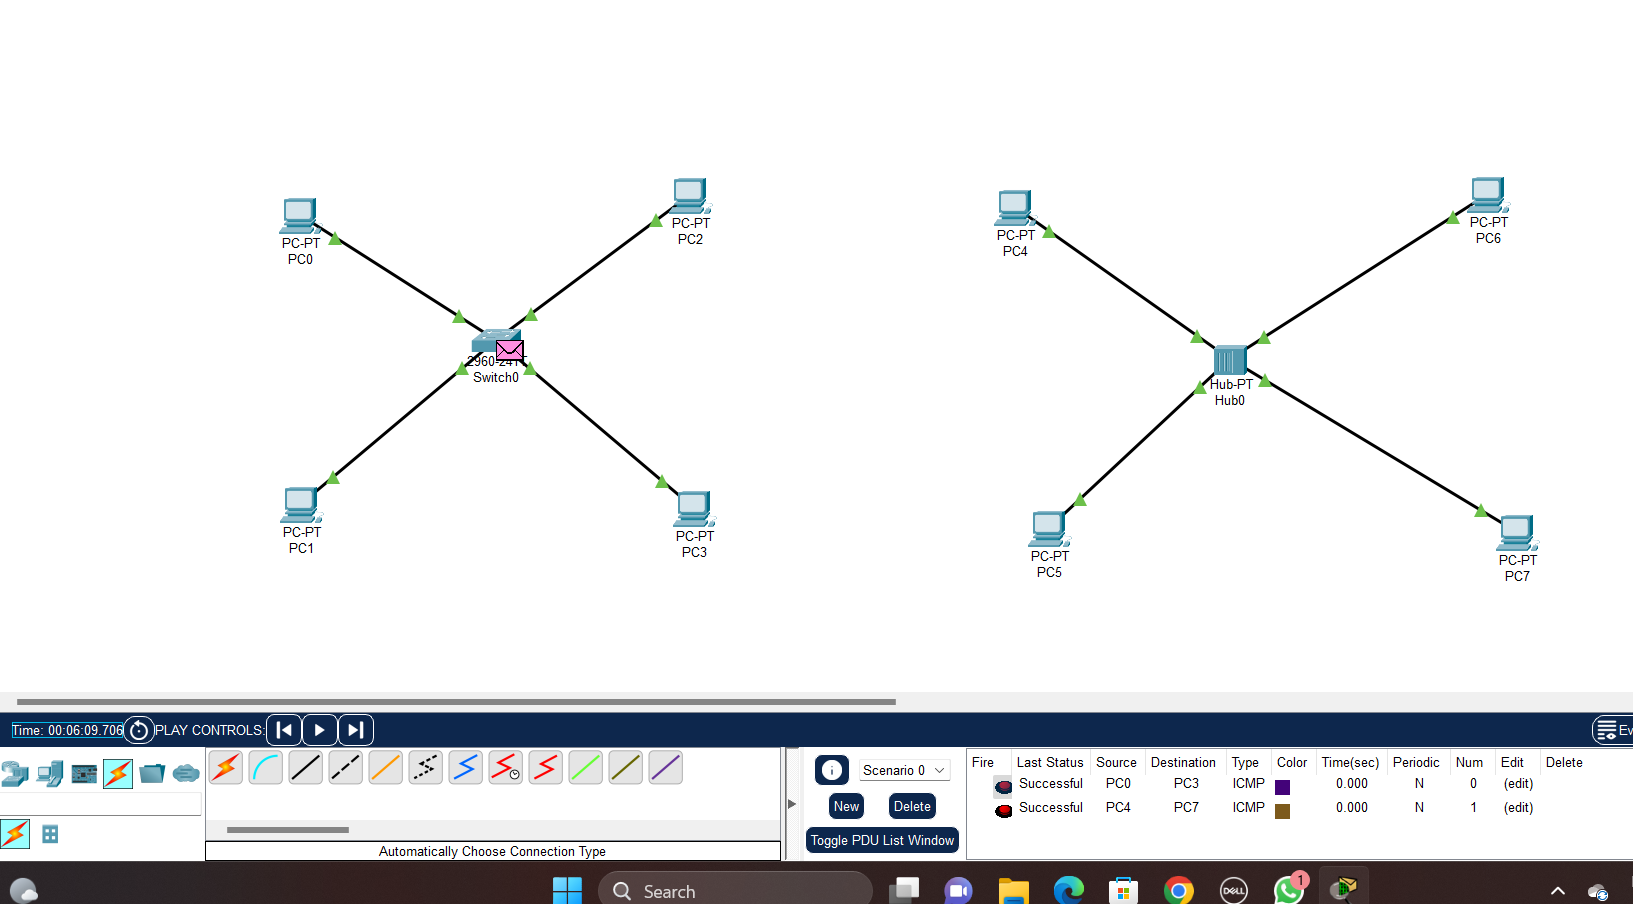 PC-PT
PC0
PC-PT
PC2
PC-PT
PC4
PC-PT
PC6
2960-24TT
Switch0
Hub-PT
Hub0
PC-PT
PC1
PC-PT
PC3
PC-PT
PC5
PC-PT
PC7
Time: 00:06:09.706 PLAY CONTROLS: Ev
Fire Last Status Source Destination Type Color Time(sec) Periodic Num Edit Delete
Successful PC0 PC3 ICMP 0.000 N 0 (edit)
Successful PC4 PC7 ICMP 0.000 N 1 (edit)
Scenario 0
New Delete
Toggle PDU List Window
Automatically Choose Connection Type
Search
DELL
1